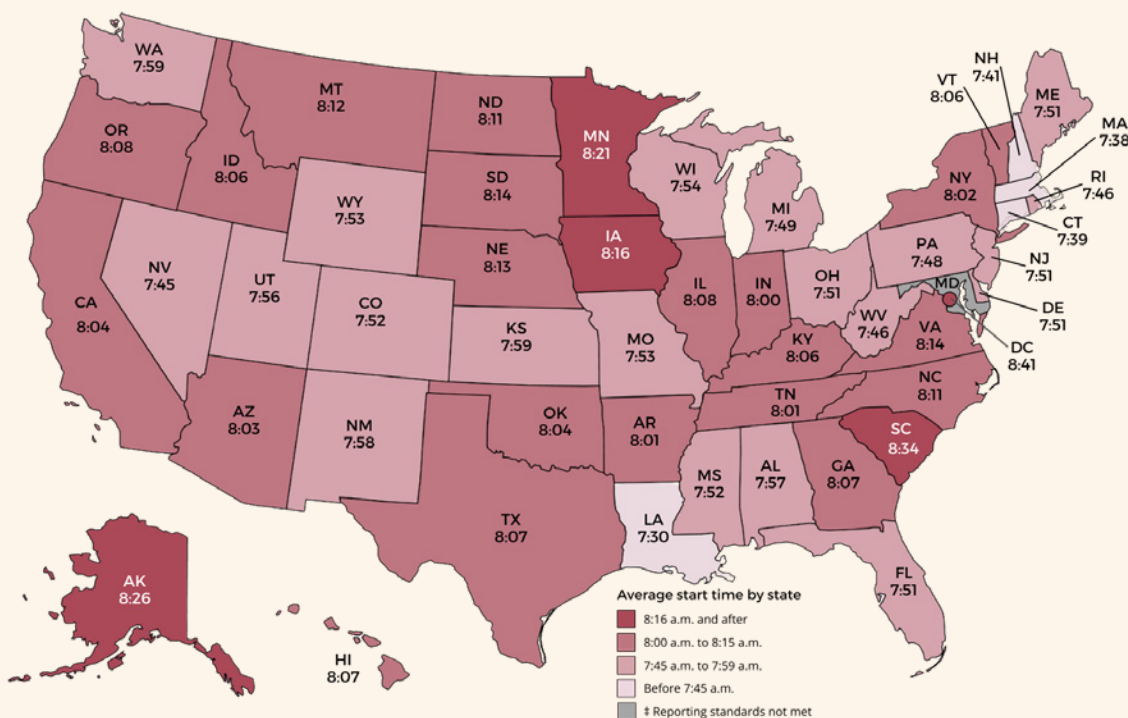 WA
7:59
MT
8:12
ND
8:11
MN
8:21
OR
8:08
ID
8:06
WY
7:53
SD
8:14
WI
7:54
MI
7:49
NH
7:41
VT
8:06
ME
7:51
MA
7:38
NY
8:02
RI
7:46
CT
7:39
NV
7:45
UT
7:56
CO
7:52
NE
8:13
IA
8:16
IL
8:08
IN
8:00
OH
7:51
PA
7:48
NJ
7:51
MD
DE
7:51
DC
8:41
WV
7:46
VA
8:14
CA
8:04
KS
7:59
MO
7:53
KY
8:06
NC
8:11
TN
8:01
SC
8:34
AZ
8:03
NM
7:58
OK
8:04
AR
8:01
MS
7:52
AL
7:57
GA
8:07
TX
8:07
LA
7:30
FL
7:51
AK
8:26
HI
8:07
Average start time by state
8:16 a.m. and after
8:00 a.m. to 8:15 a.m.
7:45 a.m. to 7:59 a.m.
Before 7:45 a.m.
‡ Reporting standards not met